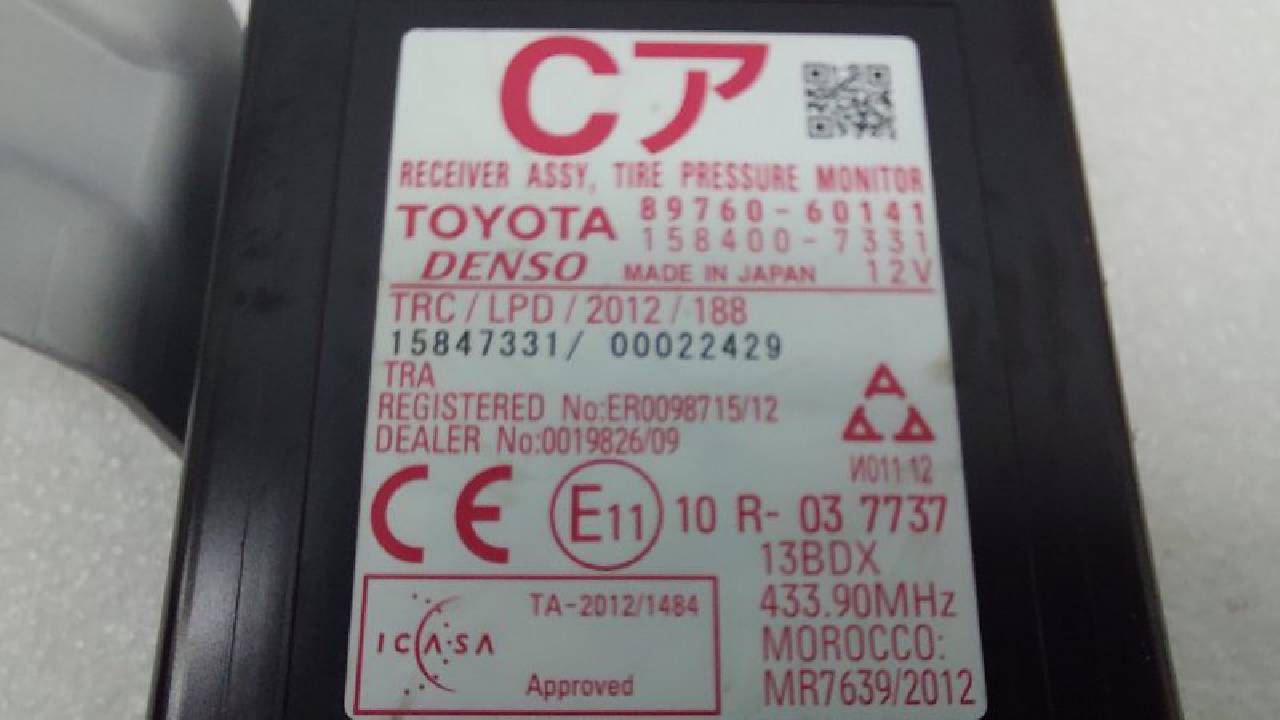 Cア
RECEIVER ASSY, TIRE PRESSURE MONITOR
TOYOTA 89760-60141
158400-7331
DENSO MADE IN JAPAN 12V
TRC/LPD/2012/188
15847331/ 00022429
TRA
REGISTERED No:ER0098715/12
DEALER No:0019826/09
И011 12
CE E11 10 R- 03 7737
13BDX
TA-2012/1484
433.90MHz
ICASA
MOROCCO:
Approved
MR7639/2012